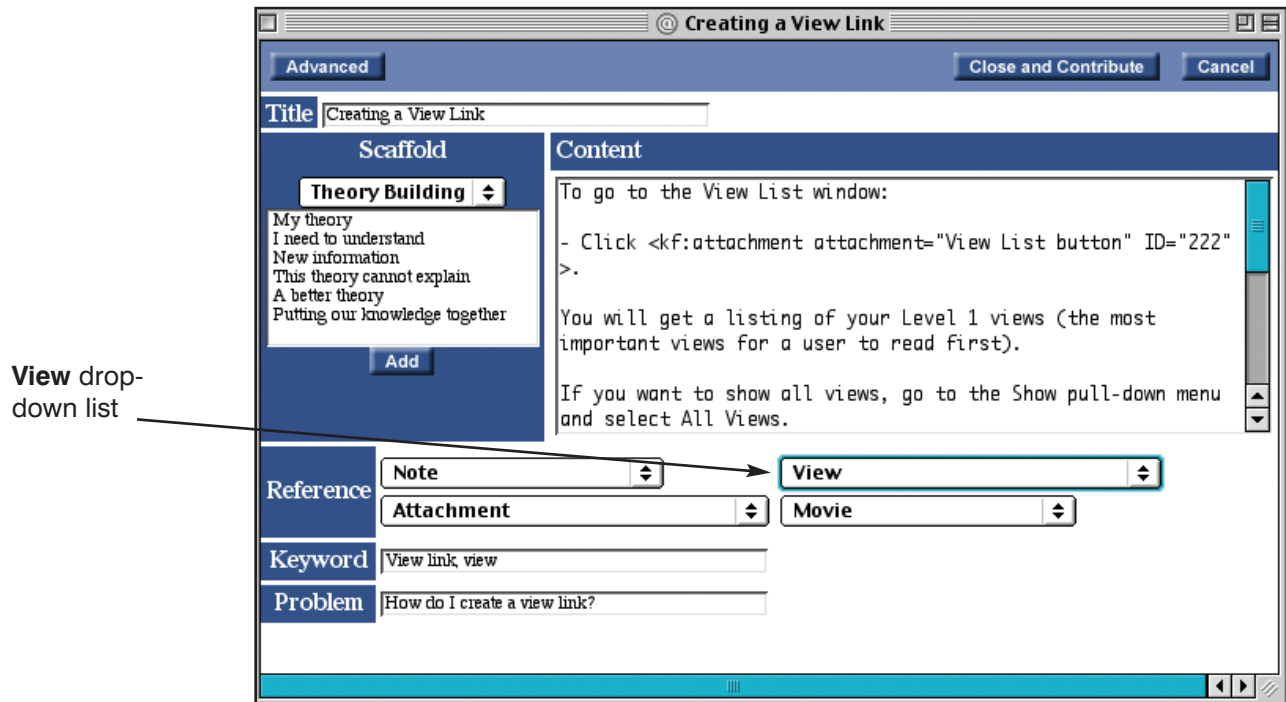 Creating a View Link
Advanced
Close and Contribute
Cancel
Title
Creating a View Link
Scaffold
Content
Theory Building
My theory
I need to understand
New information
This theory cannot explain
A better theory
Putting our knowledge together
Add
To go to the View List window:
- Click <kf:attachment attachment="View List button" ID="222"
>.
You will get a listing of your Level 1 views (the most
important views for a user to read first).
If you want to show all views, go to the Show pull-down menu
and select All Views.
View drop-
down list
Reference
Note
View
Attachment
Movie
Keyword
View link, view
Problem
How do I create a view link?